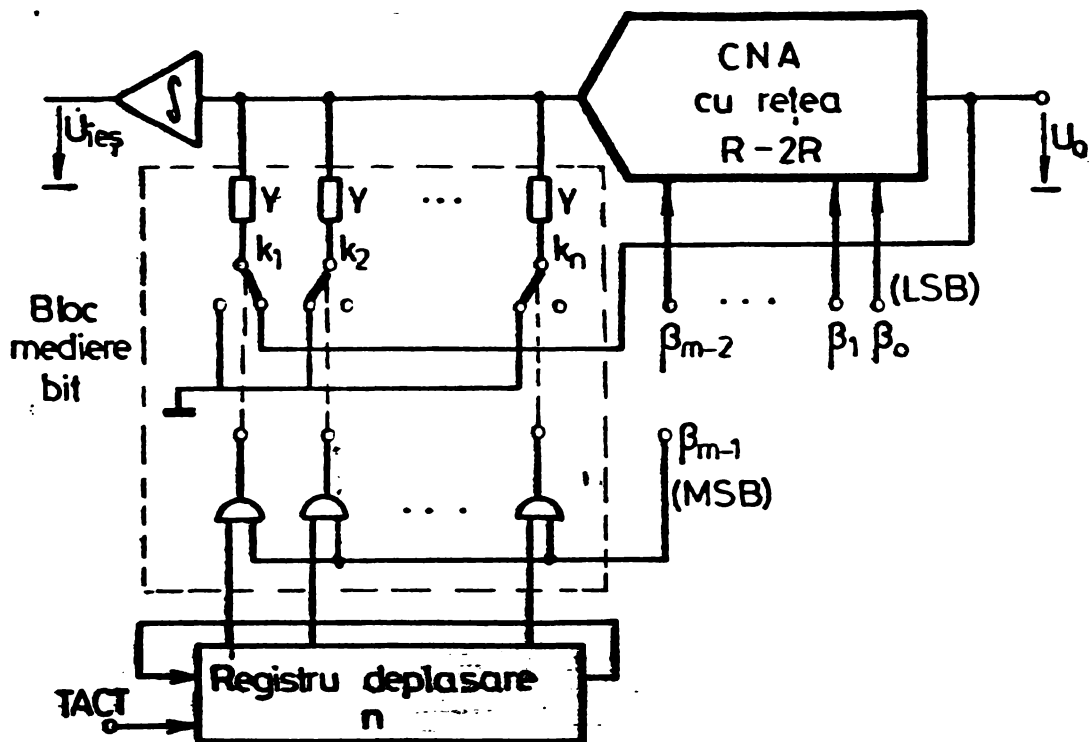 CNA
cu rețea
R-2R
U_ieș
U_o
Y
Y
...
Y
k_1
k_2
k_n
(LSB)
...
β_m-2
β_1
β_o
Bloc
mediere
bit
β_m-1
(MSB)
...
Registru deplasare
n
TACT